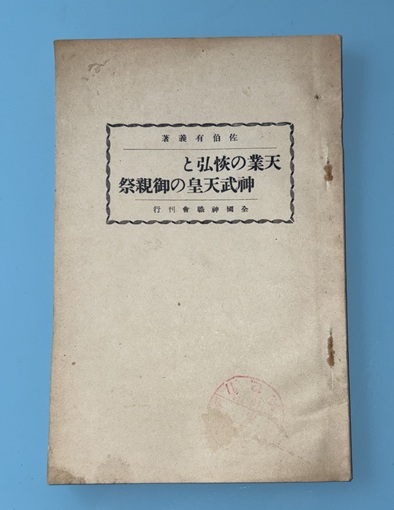 佐伯有義著
天業の恢弘と
神武天皇の御親祭
全國神職會刊行